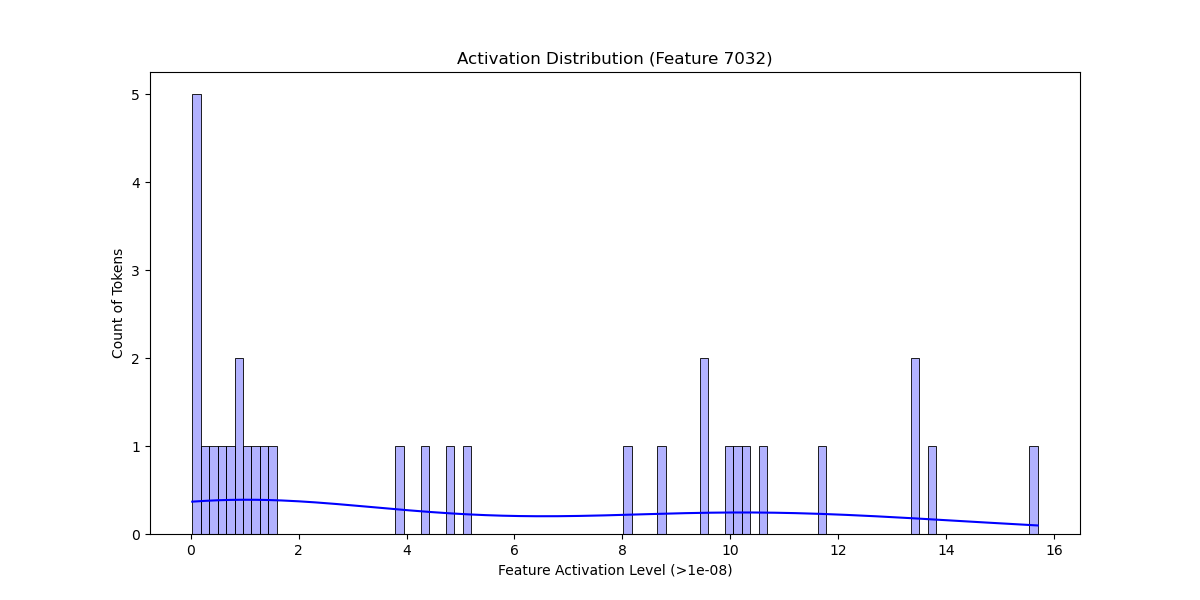 Activation Distribution (Feature 7032)
Count of Tokens
5
4
3
2
1
0
0 2 4 6 8 10 12 14 16
Feature Activation Level (>1e-08)